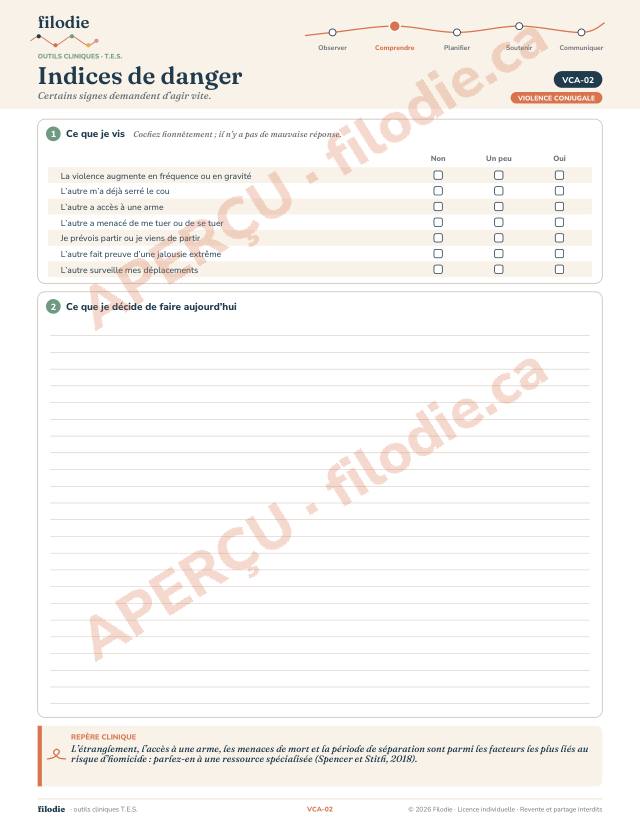 filodie
OUTILS CLINIQUES · T.E.S.
Observer
Comprendre
Planifier
Soutenir
Communiquer
Indices de danger
Certains signes demandent d'agir vite.
VCA-02
VIOLENCE CONJUGALE
1 Ce que je vis Cochez honnêtement ; il n'y a pas de mauvaise réponse.
Non Un peu Oui
La violence augmente en fréquence ou en gravité
L'autre m'a déjà serré le cou
L'autre a accès à une arme
L'autre a menacé de me tuer ou de se tuer
Je prévois partir ou je viens de partir
L'autre fait preuve d'une jalousie extrême
L'autre surveille mes déplacements
APERÇU · filodie.ca
2 Ce que je décide de faire aujourd'hui
APERÇU · filodie.ca
REPÈRE CLINIQUE
L'étranglement, l'accès à une arme, les menaces de mort et la période de séparation sont parmi les facteurs les plus liés au
risque d'homicide : parlez-en à une ressource spécialisée (Spencer et Stith, 2018).
filodie · outils cliniques T.E.S.
VCA-02
© 2026 Filodie · Licence individuelle · Revente et partage interdits